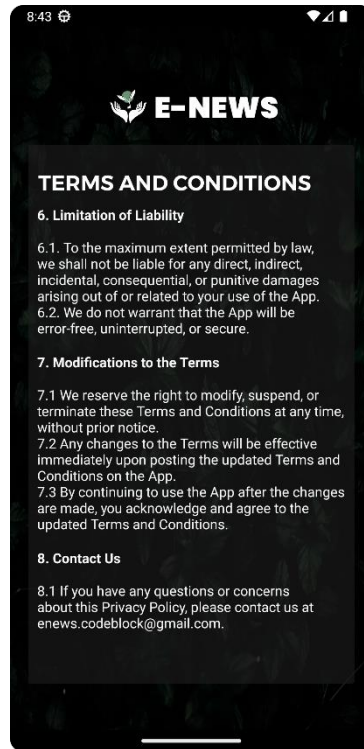 8:43
E-NEWS
TERMS AND CONDITIONS
6. Limitation of Liability
6.1. To the maximum extent permitted by law,
we shall not be liable for any direct, indirect,
incidental, consequential, or punitive damages
arising out of or related to your use of the App.
6.2. We do not warrant that the App will be
error-free, uninterrupted, or secure.
7. Modifications to the Terms
7.1 We reserve the right to modify, suspend, or
terminate these Terms and Conditions at any time,
without prior notice.
7.2 Any changes to the Terms will be effective
immediately upon posting the updated Terms and
Conditions on the App.
7.3 By continuing to use the App after the changes
are made, you acknowledge and agree to the
updated Terms and Conditions.
8. Contact Us
8.1 If you have any questions or concerns
about this Privacy Policy, please contact us at
enews.codeblock@gmail.com.